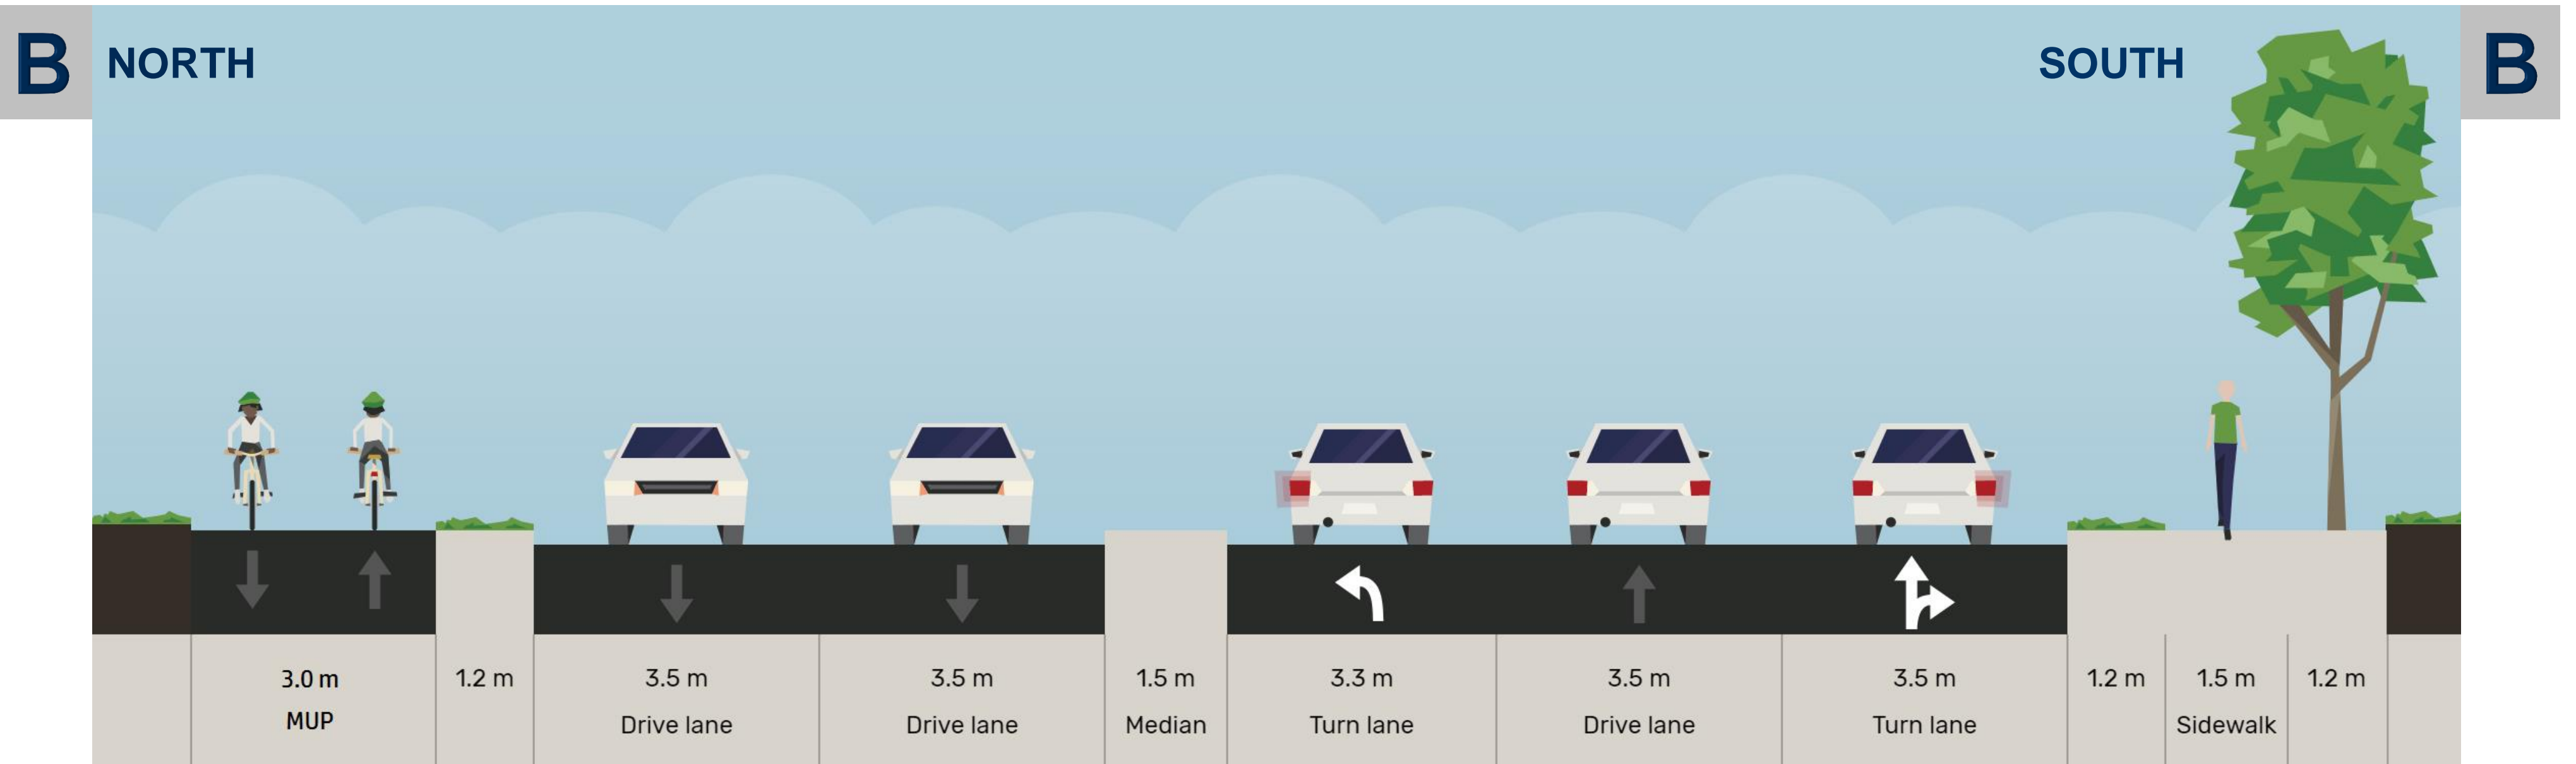 B
NORTH
SOUTH
B
3.0 m
MUP
1.2 m
3.5 m
Drive lane
3.5 m
Drive lane
1.5 m
Median
3.3 m
Turn lane
3.5 m
Drive lane
3.5 m
Turn lane
1.2 m
1.5 m
Sidewalk
1.2 m